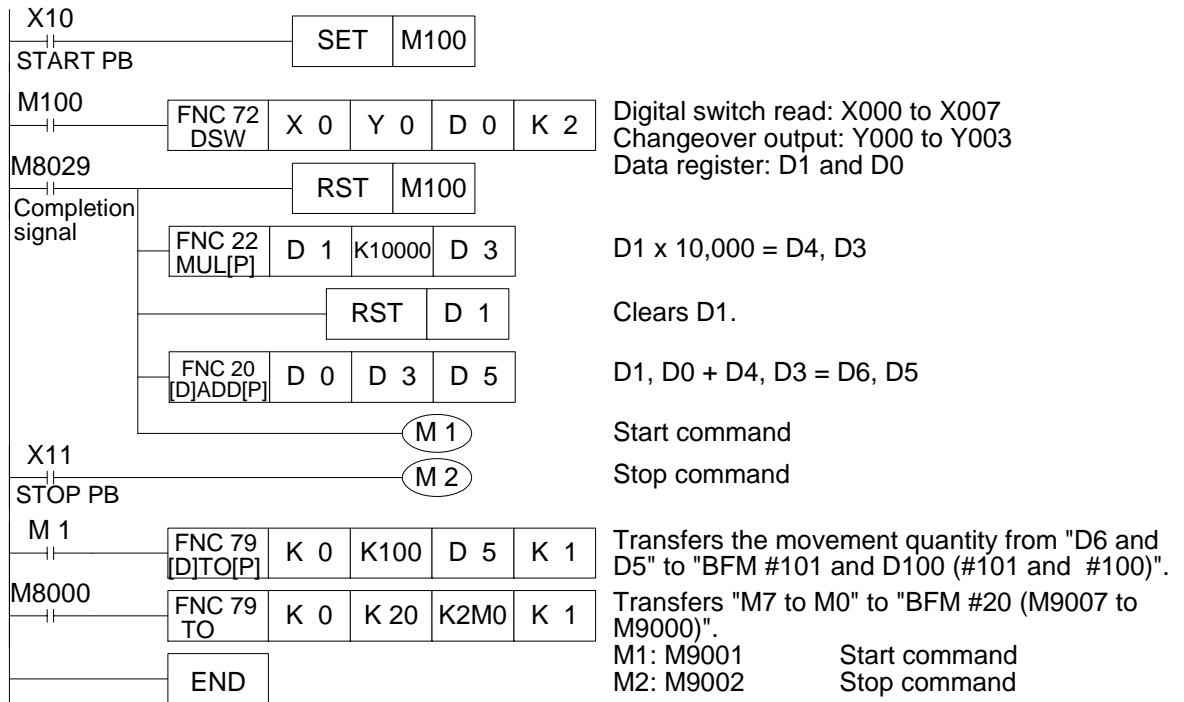 X10
SET M100
START PB
M100
FNC 72 DSW X 0 Y 0 D 0 K 2
Digital switch read: X000 to X007
Changeover output: Y000 to Y003
Data register: D1 and D0
M8029
RST M100
Completion
signal
FNC 22 MUL[P] D 1 K10000 D 3
D1 x 10,000 = D4, D3
RST D 1
Clears D1.
FNC 20 [D]ADD[P] D 0 D 3 D 5
D1, D0 + D4, D3 = D6, D5
M 1
Start command
X11
M 2
Stop command
STOP PB
M 1
FNC 79 [D]TO[P] K 0 K100 D 5 K 1
Transfers the movement quantity from "D6 and
D5" to "BFM #101 and D100 (#101 and #100)".
M8000
FNC 79 TO K 0 K 20 K2M0 K 1
Transfers "M7 to M0" to "BFM #20 (M9007 to
M9000)".
M1: M9001 Start command
M2: M9002 Stop command
END